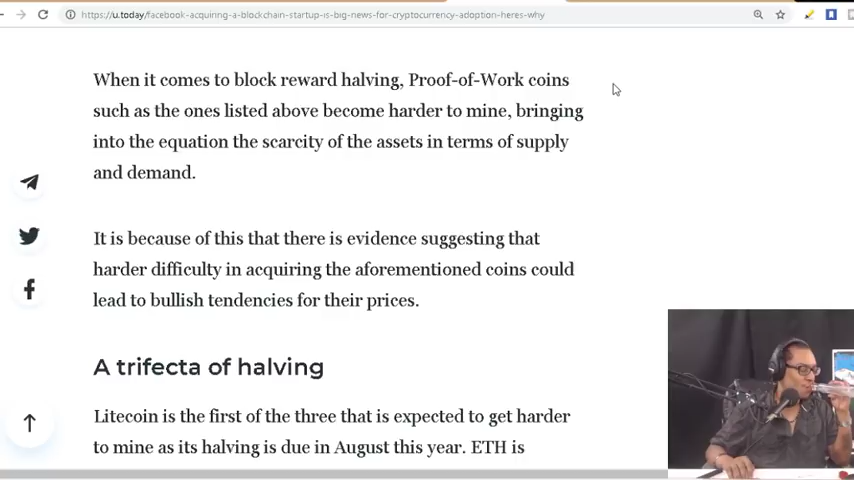 https://u.today/facebook-acquirinng-a-blockchain-startup-is-big-news-for-cryptocurrency-adoption-heres-why
When it comes to block reward halving, Proof-of-Work coins
such as the ones listed above become harder to mine, bringing
into the equation the scarcity of the assets in terms of supply
and demand.
It is because of this that there is evidence suggesting that
harder difficulty in acquiring the aforementioned coins could
lead to bullish tendencies for their prices.
A trifecta of halving
Litecoin is the first of the three that is expected to get harder
to mine as its halving is due in August this year. ETH is